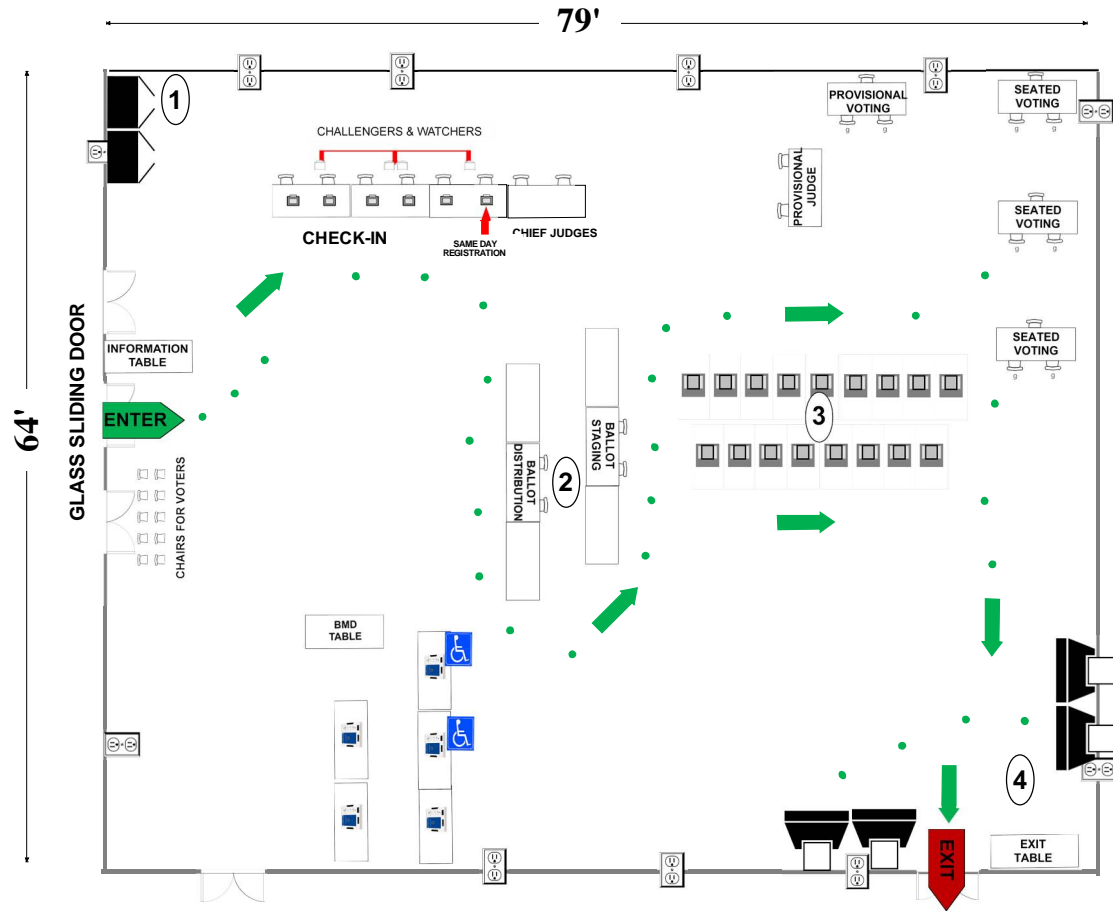 79'
1
PROVISIONAL
VOTING
SEATED
VOTING
g
g
g
g
CHALLENGERS & WATCHERS
PROVISIONAL
JUDGE
CHECK-IN
SAME DAY
REGISTRATION
CHIEF JUDGES
SEATED
VOTING
g
g
64'
GLASS SLIDING DOOR
INFORMATION
TABLE
SEATED
VOTING
g
g
ENTER
3
BALLOT
STAGING
BALLOT
DISTRIBUTION
2
CHAIRS FOR VOTERS
BMD
TABLE
4
EXIT
EXIT
TABLE